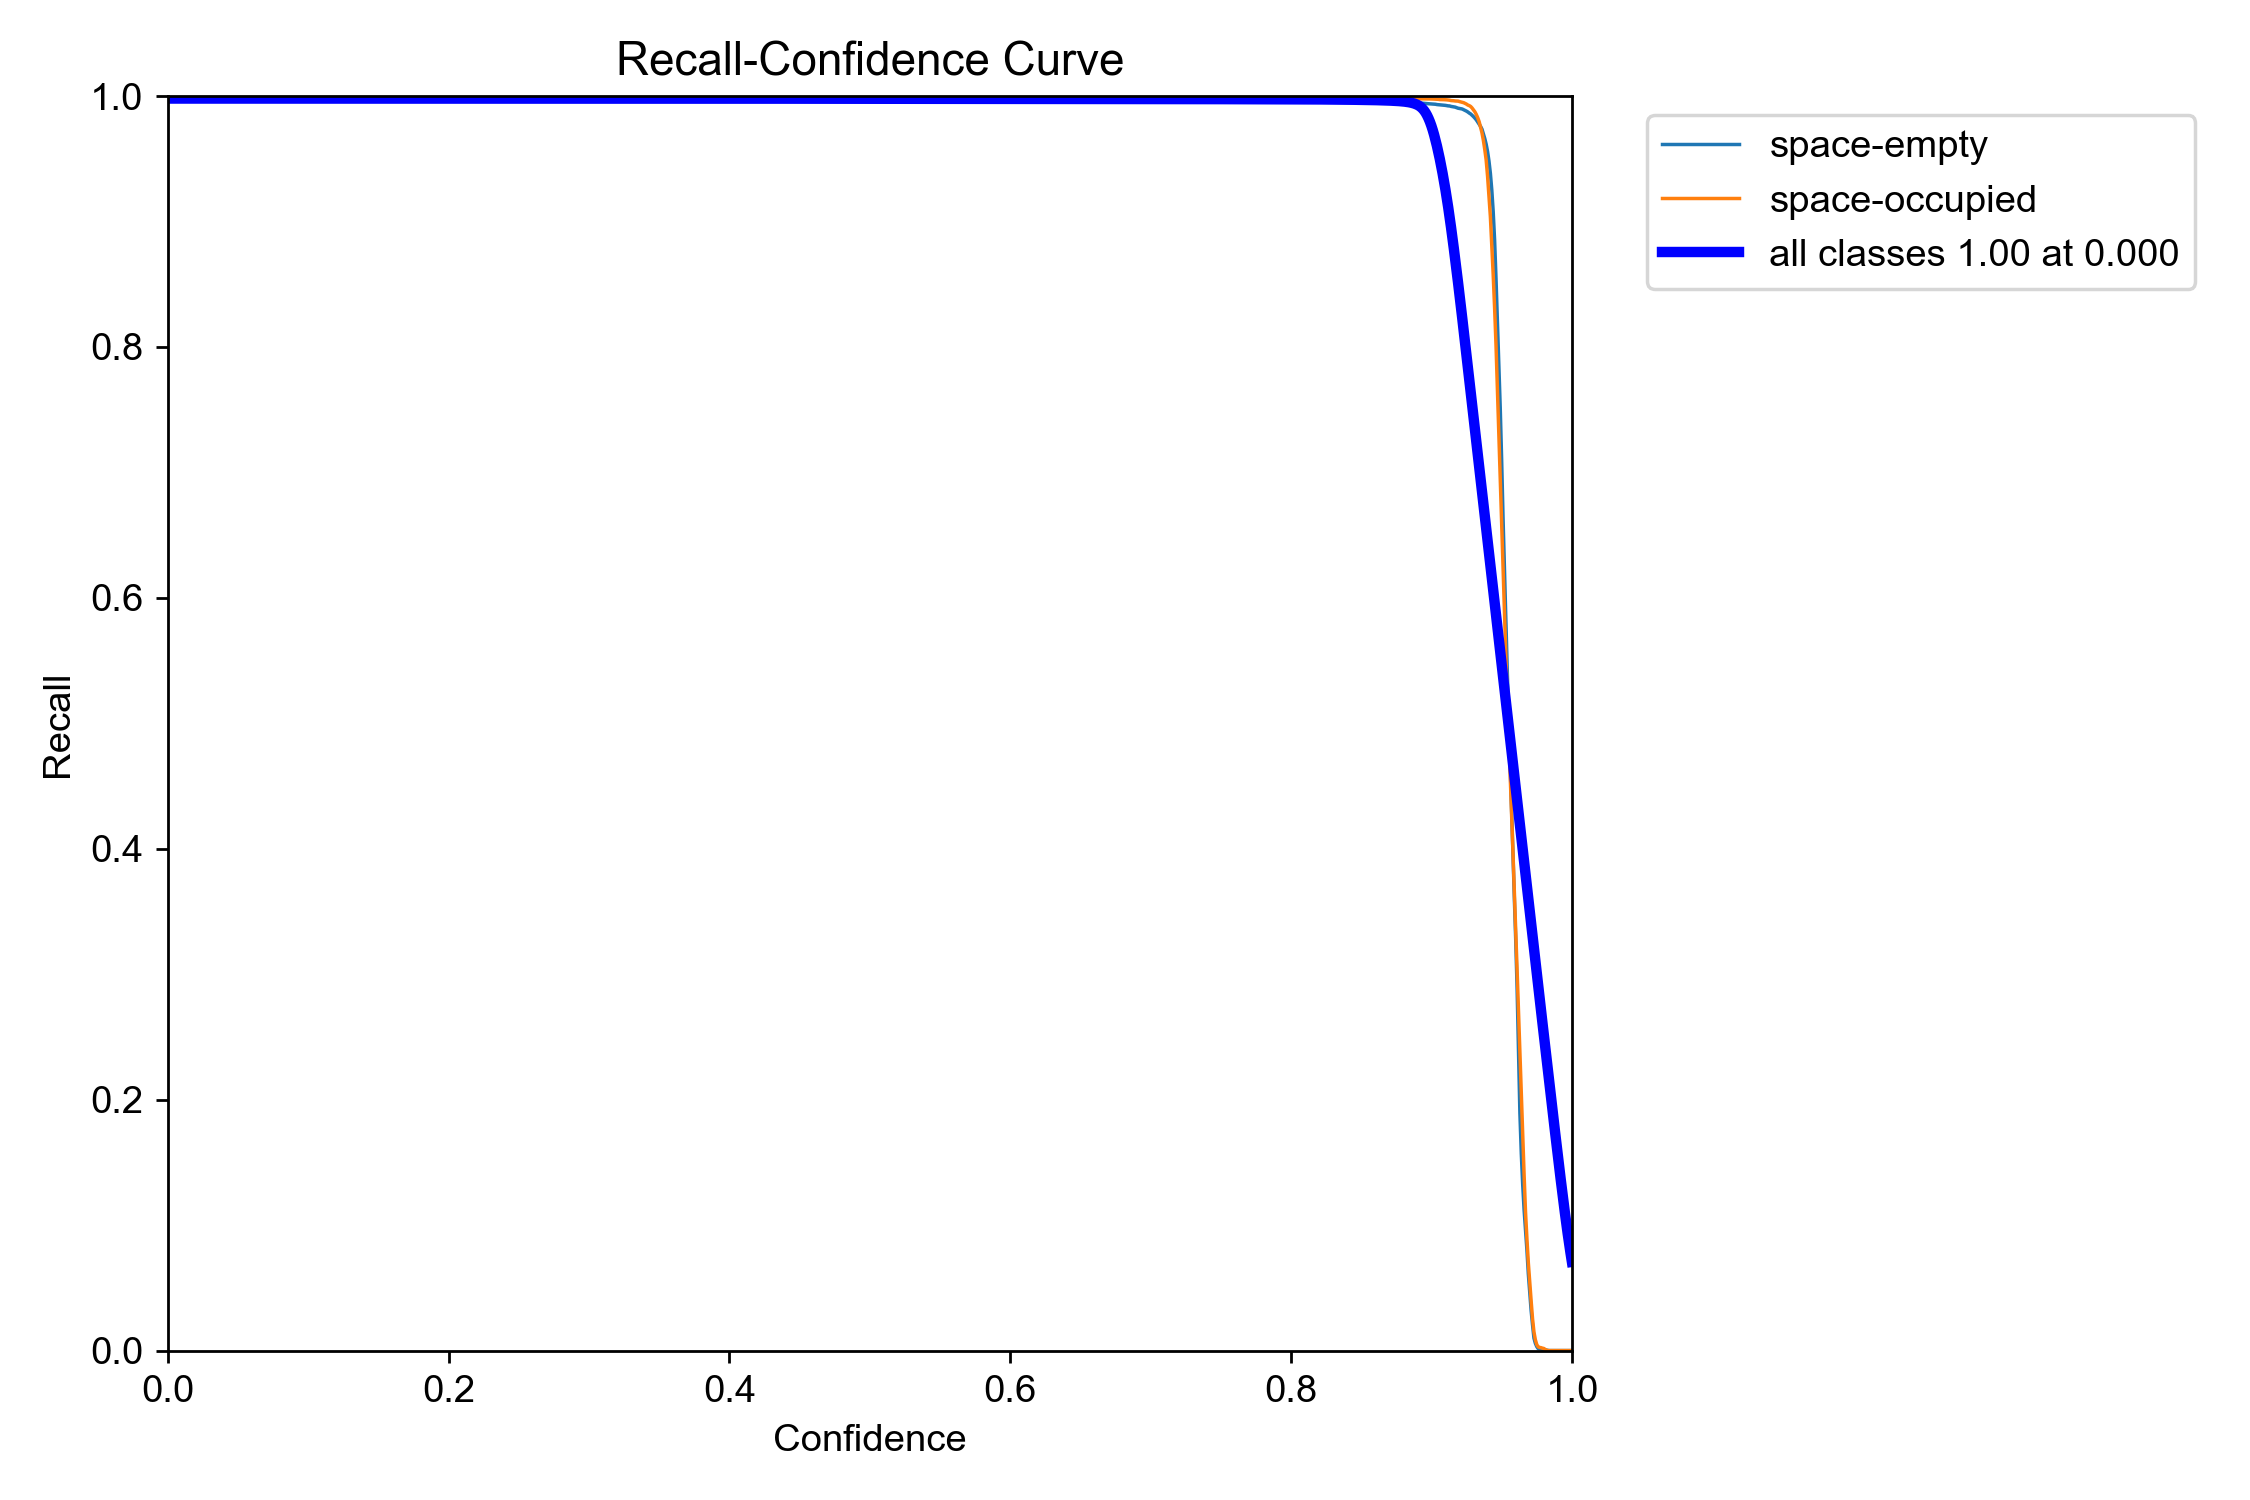 Recall-Confidence Curve
1.0
0.8
0.6
0.4
0.2
0.0
Recall
0.0 0.2 0.4 0.6 0.8 1.0
Confidence
space-empty
space-occupied
all classes 1.00 at 0.000